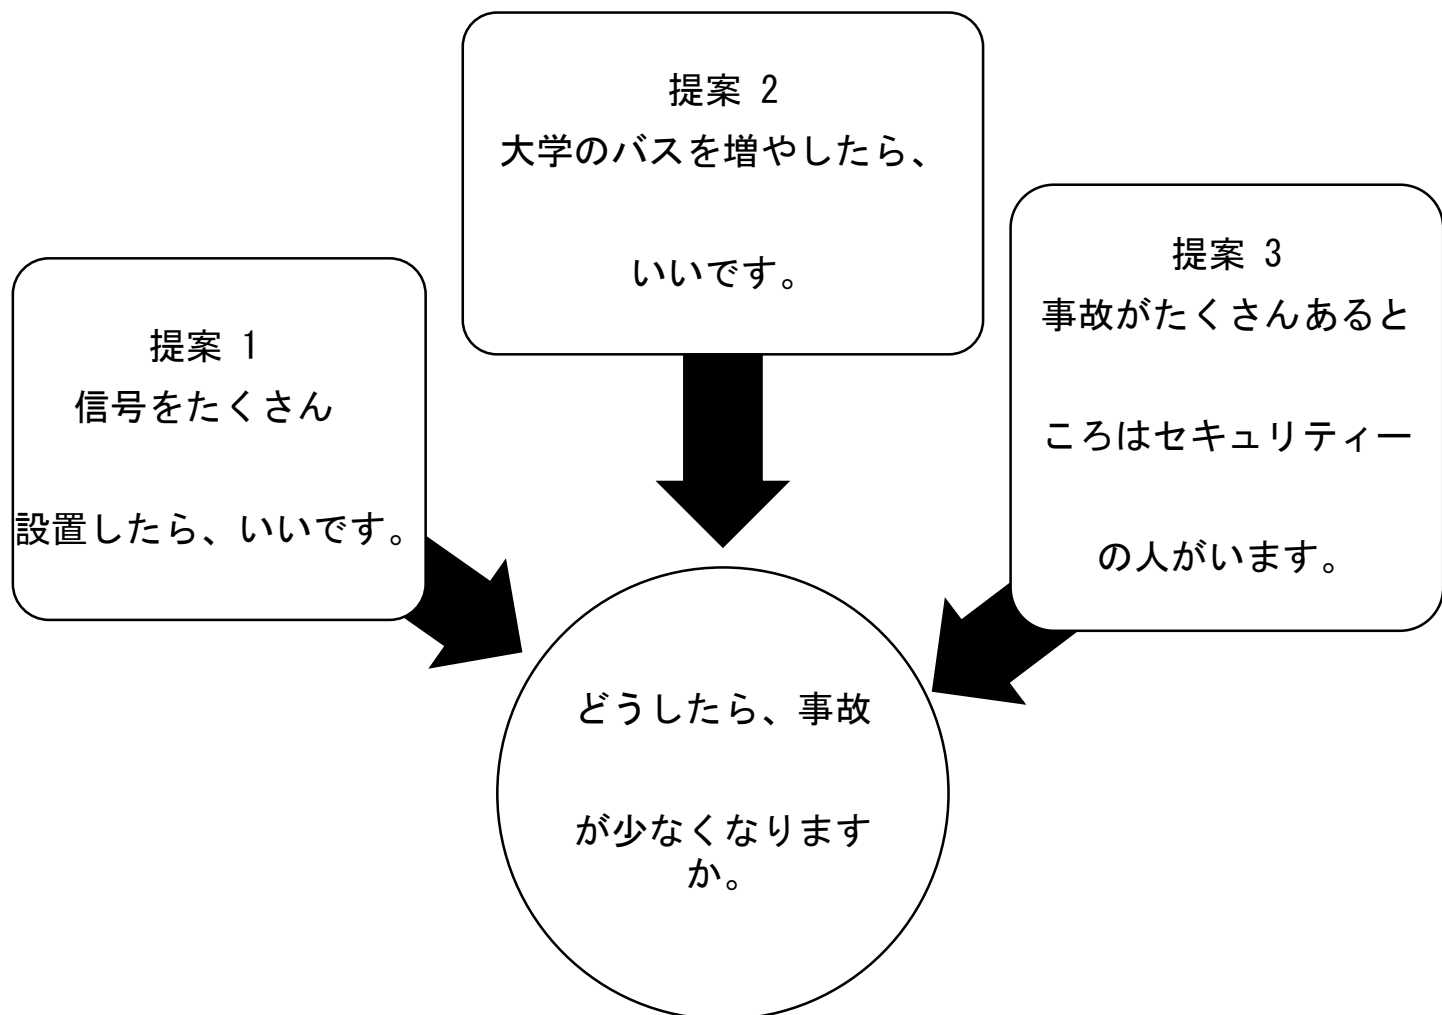 提案 1
信号をたくさん
設置したら、いいです。
提案 2
大学のバスを増やしたら、
いいです。
提案 3
事故がたくさんあると
ころはセキュリティー
の人がいます。
どうしたら、事故
が少なくなります
か。